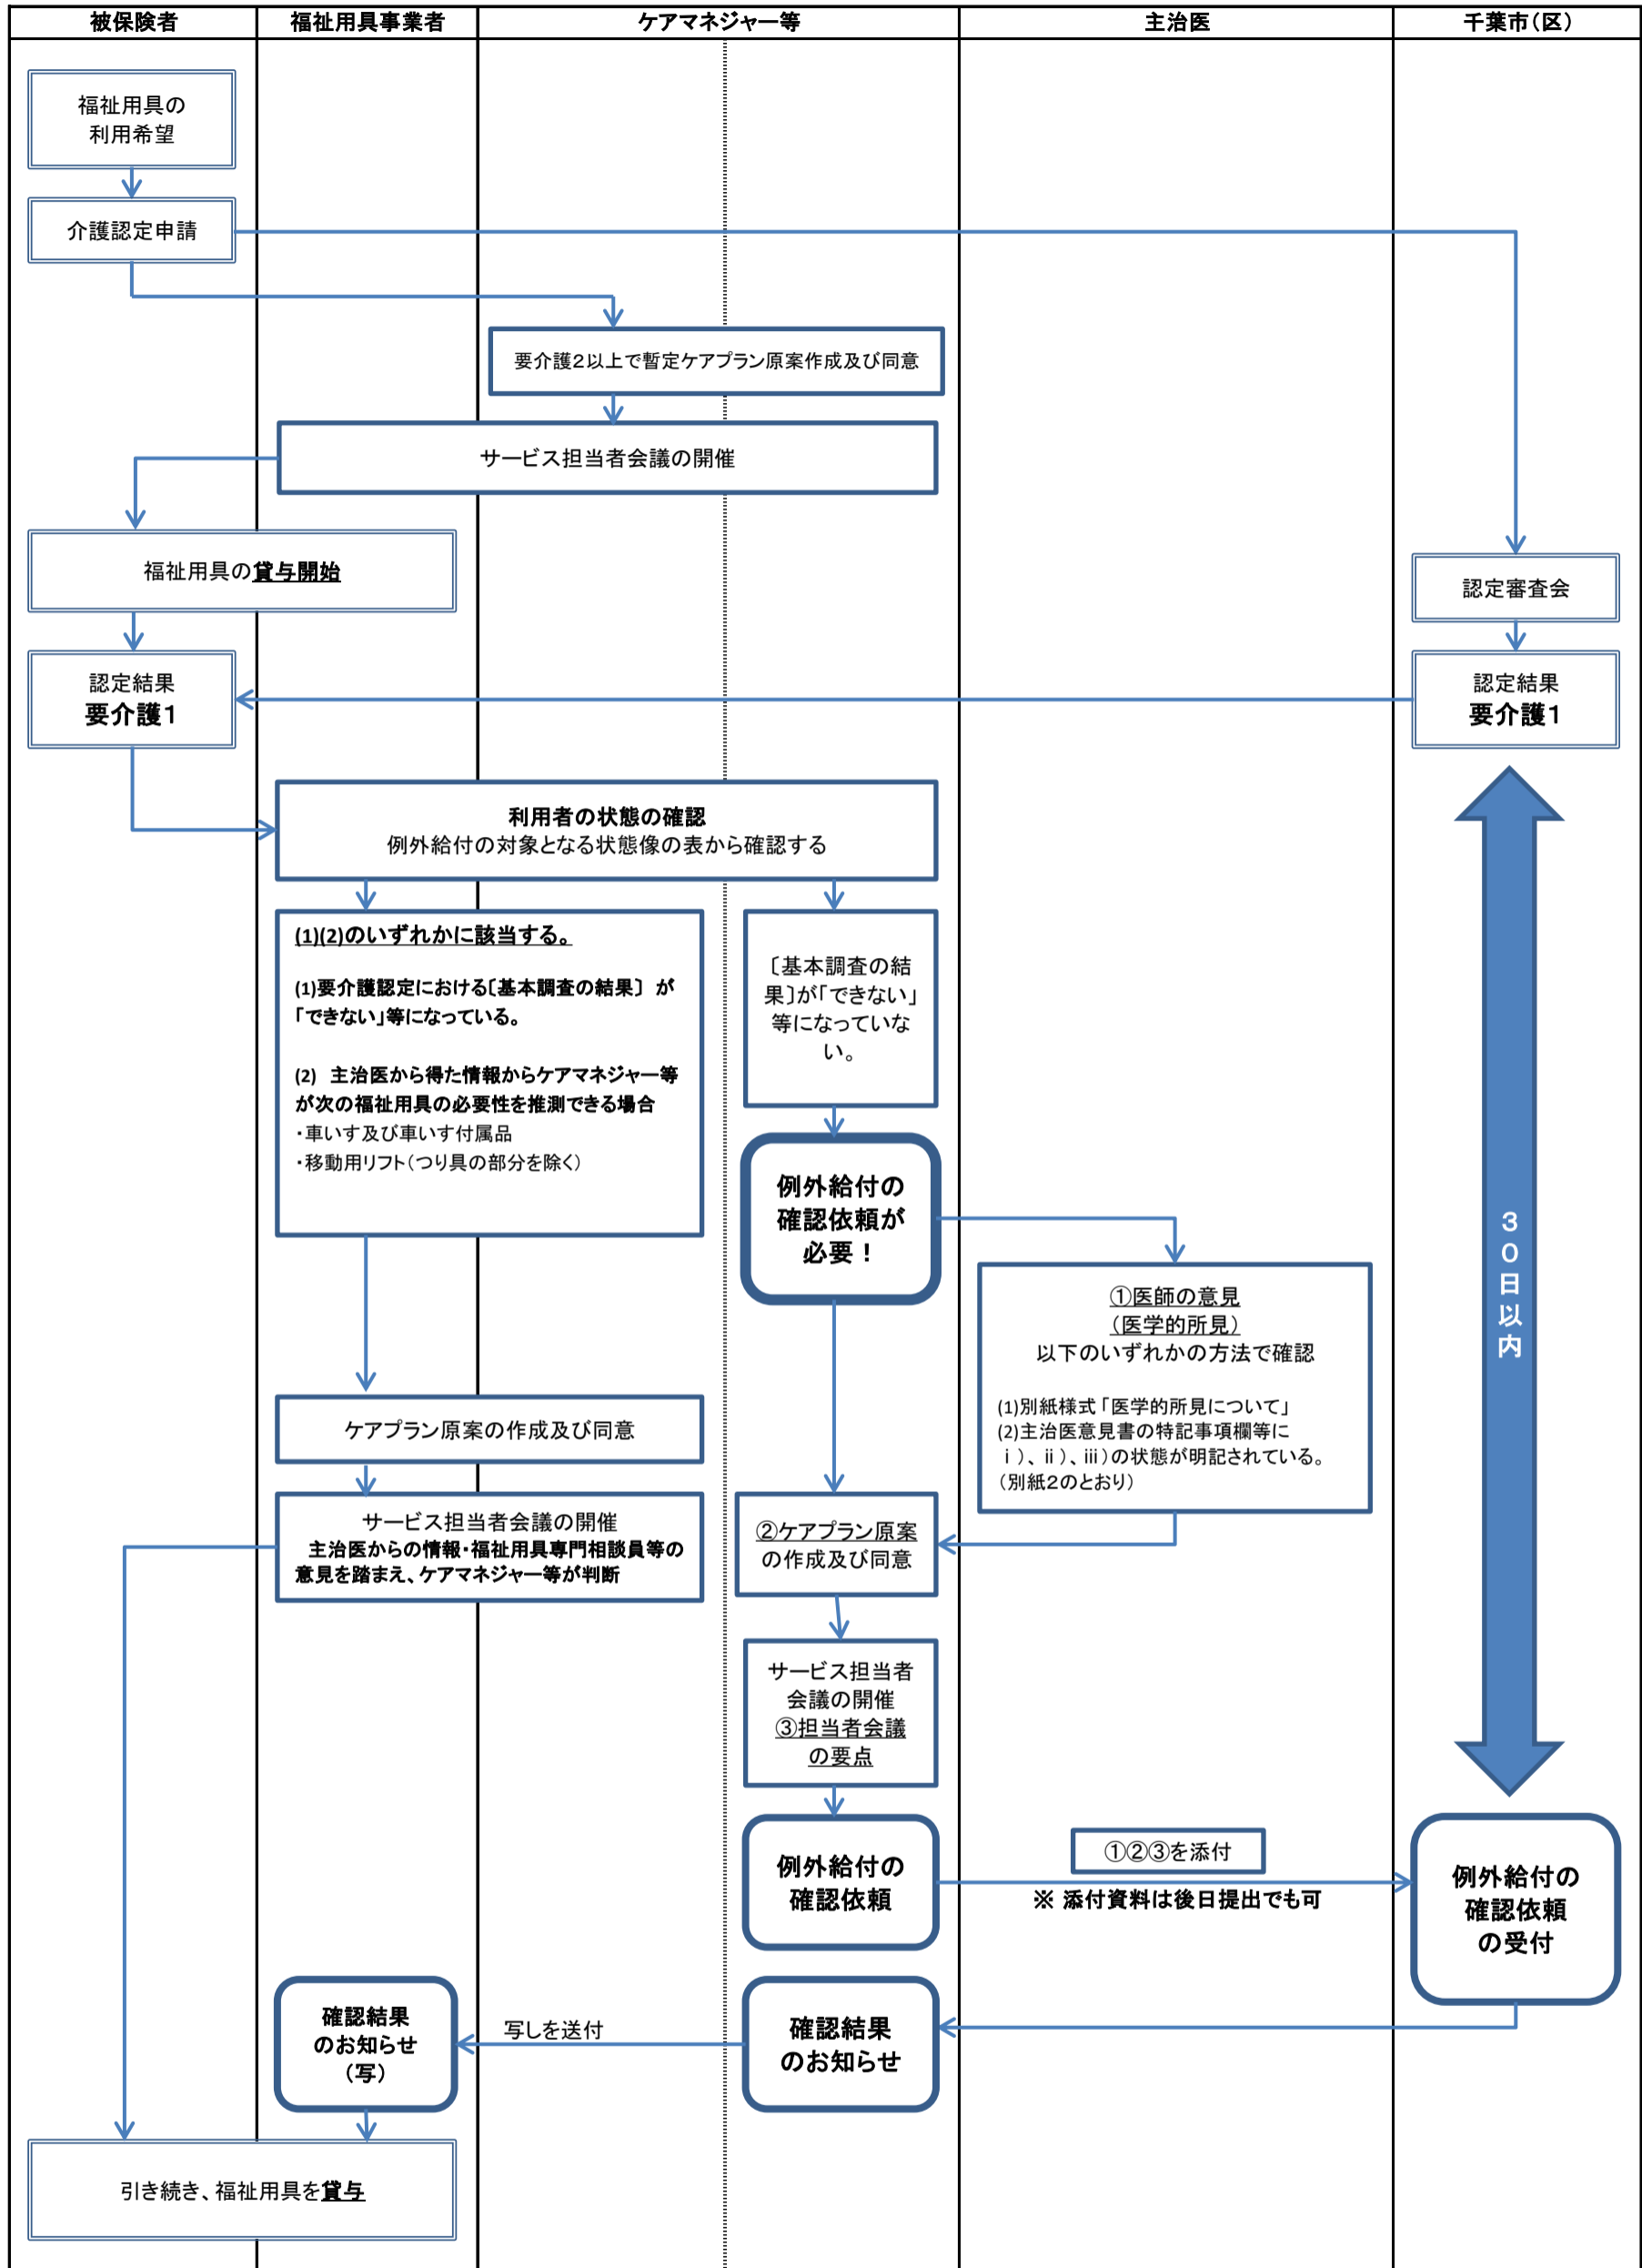 被保険者
福祉用具事業者
ケアマネジャー等
主治医
千葉市(区)
福祉用具の
利用希望
介護認定申請
要介護2以上で暫定ケアプラン原案作成及び同意
サービス担当者会議の開催
福祉用具の貸与開始
認定審査会
認定結果
要介護1
認定結果
要介護1
利用者の状態の確認
例外給付の対象となる状態像の表から確認する
(1)(2)のいずれかに該当する。
(1)要介護認定における〔基本調査の結果〕が
「できない」等になっている。
(2) 主治医から得た情報からケアマネジャー等
が次の福祉用具の必要性を推測できる場合
・車いす及び車いす付属品
・移動用リフト(つり具の部分を除く)
〔基本調査の結
果〕が「できない」
等になっていな
い。
例外給付の
確認依頼が
必要！
①医師の意見
(医学的所見)
以下のいずれかの方法で確認
(1)別紙様式「医学的所見について」
(2)主治医意見書の特記事項欄等に
ⅰ)、ⅱ)、ⅲ)の状態が明記されている。
(別紙2のとおり)
30日以内
ケアプラン原案の作成及び同意
サービス担当者会議の開催
主治医からの情報・福祉用具専門相談員等の
意見を踏まえ、ケアマネジャー等が判断
②ケアプラン原案
の作成及び同意
サービス担当者
会議の開催
③担当者会議
の要点
例外給付の
確認依頼
①②③を添付
※ 添付資料は後日提出でも可
例外給付の
確認依頼
の受付
確認結果
のお知らせ
(写)
写しを送付
確認結果
のお知らせ
引き続き、福祉用具を貸与